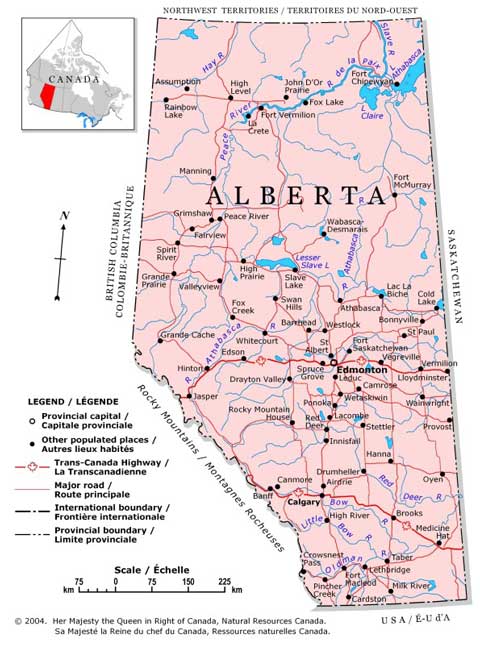 NORTHWEST TERRITORIES / TERRITOIRES DU NORD-OUEST
CANADA
Hay R
Slave R
R de la Paix
Athabasca
Fort
Chipewyan
Assumption
High
Level
John D'Or
Prairie
Rainbow
Lake
River
Fox Lake
Fort Vermilion
La
Crete
L
Claire
Peace
Manning
Fort
McMurray
ALBERTA
R
Grimshaw
Peace River
Fairview
Wabasca-
Desmarais
BRITISH COLUMBIA
COLOMBIE-BRITANNIQUE
N
SASKATCHEWAN
Spirit
River
Lesser
Slave L
Athabasca
R
High
Prairie
Slave
Lake
Grande
Prairie
Valleyview
Lac La
Biche
Cold
Lake
Swan
Hills
Athabasca
Fox
Creek
Bonnyville
Barrhead
Westlock
St Paul
Grande Cache
Whitecourt
R
St
Albert
Fort
Saskatchewan
R Athabasca
Edson
Vegreville
Vermilion
Hinton
Spruce
Grove
Edmonton
Leduc
Lloydminster
Drayton Valley
Camrose
Jasper
Wetaskiwin
Ponoka
Wainwright
Rocky Mountain
House
Lacombe
Red
Deer
Stettler
Provost
Innisfail
Rocky Mountains / Montagnes Rocheuses
Hanna
Drumheller
Red
Deer R
Oyen
Canmore
Airdrie
Banff
Calgary
Bow
R
Brooks
High River
Little
Bow
R
Medicine
Hat
Crowsnest
Pass
Oldman R
Taber
Lethbridge
Fort
Macleod
Pincher
Creek
Milk River
Cardston
USA / É-U d'A
LEGEND / LÉGENDE
Provincial capital /
Capitale provinciale
Other populated places /
Autres lieux habités
Trans-Canada Highway /
La Transcanadienne
Major road /
Route principale
International boundary /
Frontière internationale
Provincial boundary /
Limite provinciale
Scale / Échelle
75 0 75 150 225
km km
© 2004. Her Majesty the Queen in Right of Canada, Natural Resources Canada.
Sa Majesté la Reine du chef du Canada, Ressources naturelles Canada.